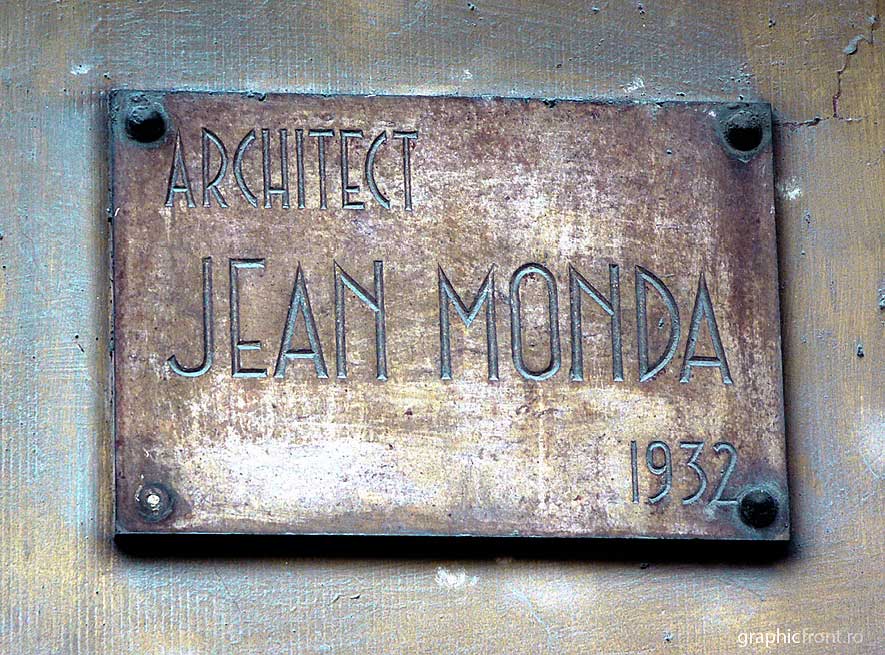 ARCHITECT
JEAN MONDA
1932
graphicfront.ro